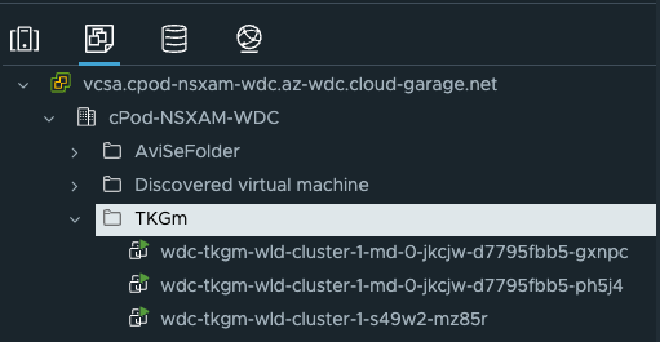 vcsa.cpod-nsxam-wdc.az-wdc.cloud-garage.net
cPod-NSXAM-WDC
AviSeFolder
Discovered virtual machine
TKGm
wdc-tkgm-wld-cluster-1-md-0-jkcjw-d7795fbb5-gxnpc
wdc-tkgm-wld-cluster-1-md-0-jkcjw-d7795fbb5-ph5j4
wdc-tkgm-wld-cluster-1-s49w2-mz85r